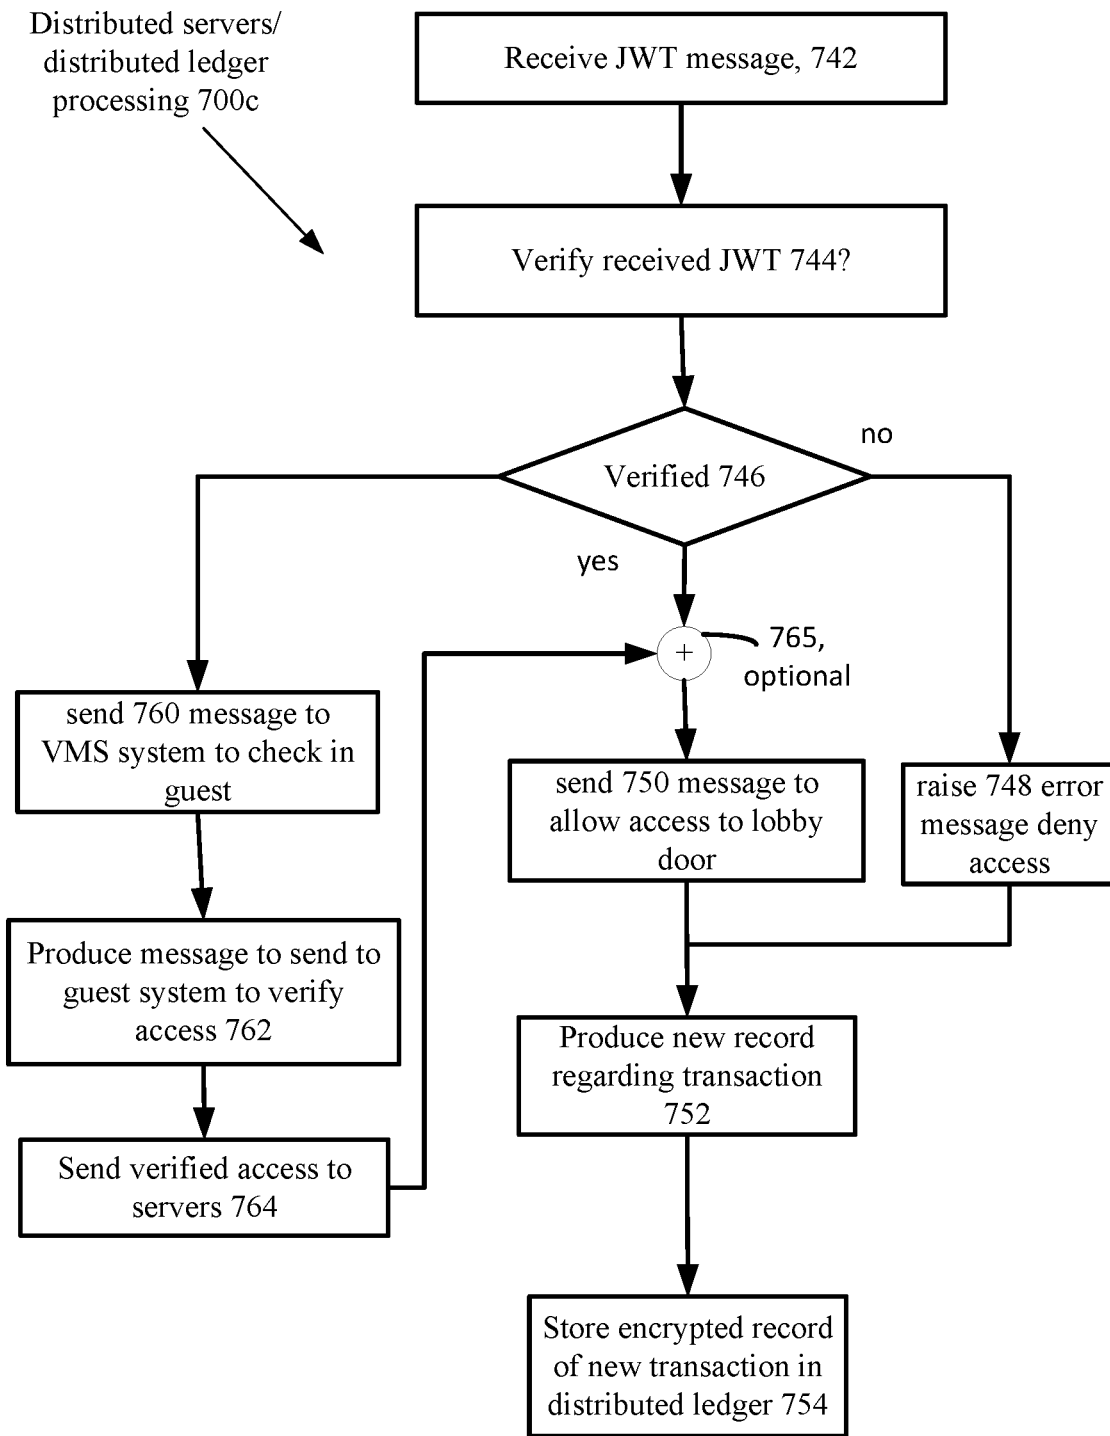 Distributed servers/
distributed ledger
processing 700c
Receive JWT message, 742
Verify received JWT 744?
no
Verified 746
yes
765,
optional
+
send 760 message to
VMS system to check in
guest
send 750 message to
allow access to lobby
door
raise 748 error
message deny
access
Produce message to send to
guest system to verify
access 762
Produce new record
regarding transaction
752
Send verified access to
servers 764
Store encrypted record
of new transaction in
distributed ledger 754